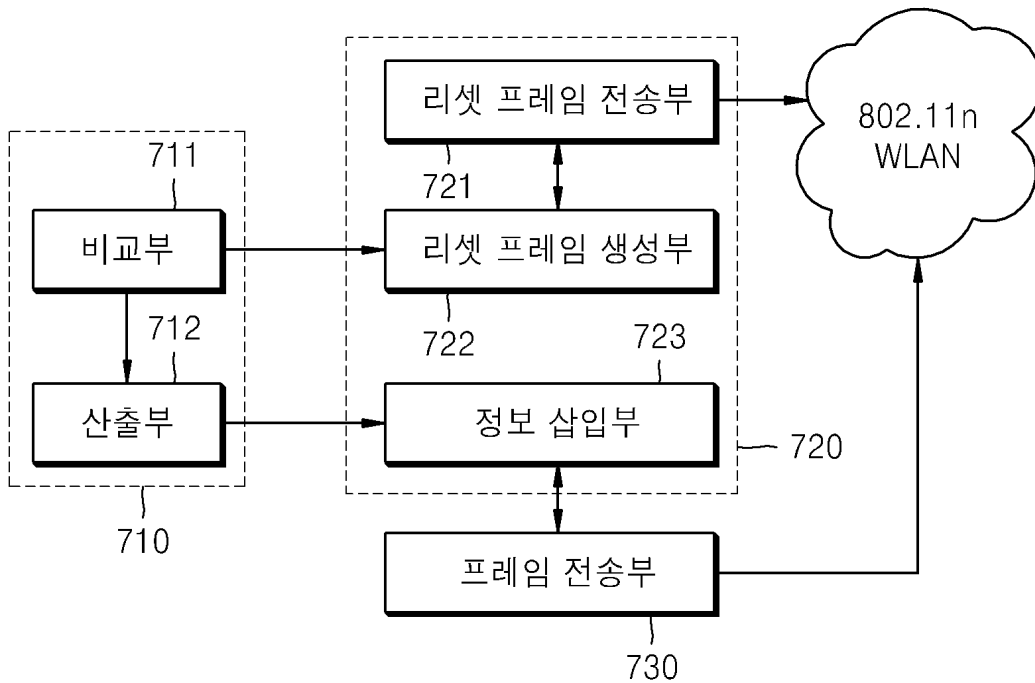 리셋 프레임 전송부
802.11n
WLAN
711
721
비교부
리셋 프레임 생성부
712
722
723
산출부
정보 삽입부
720
710
프레임 전송부
730